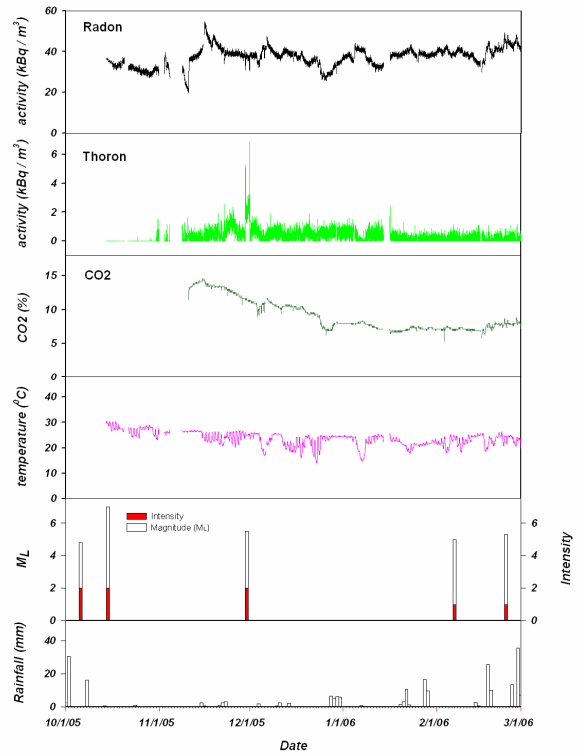 60
40
20
0
activity (kBq / m³)
Radon
6
4
2
0
activity (kBq / m³)
Thoron
15
10
5
0
CO2 (%)
CO2
40
30
20
10
0
temperature (⁰C)
6
4
2
0
ML
Intensity
Magnitude (ML)
6
4
2
0
Intensity
40
20
0
Rainfall (mm)
10/1/05 11/1/05 12/1/05 1/1/06 2/1/06 3/1/06
Date